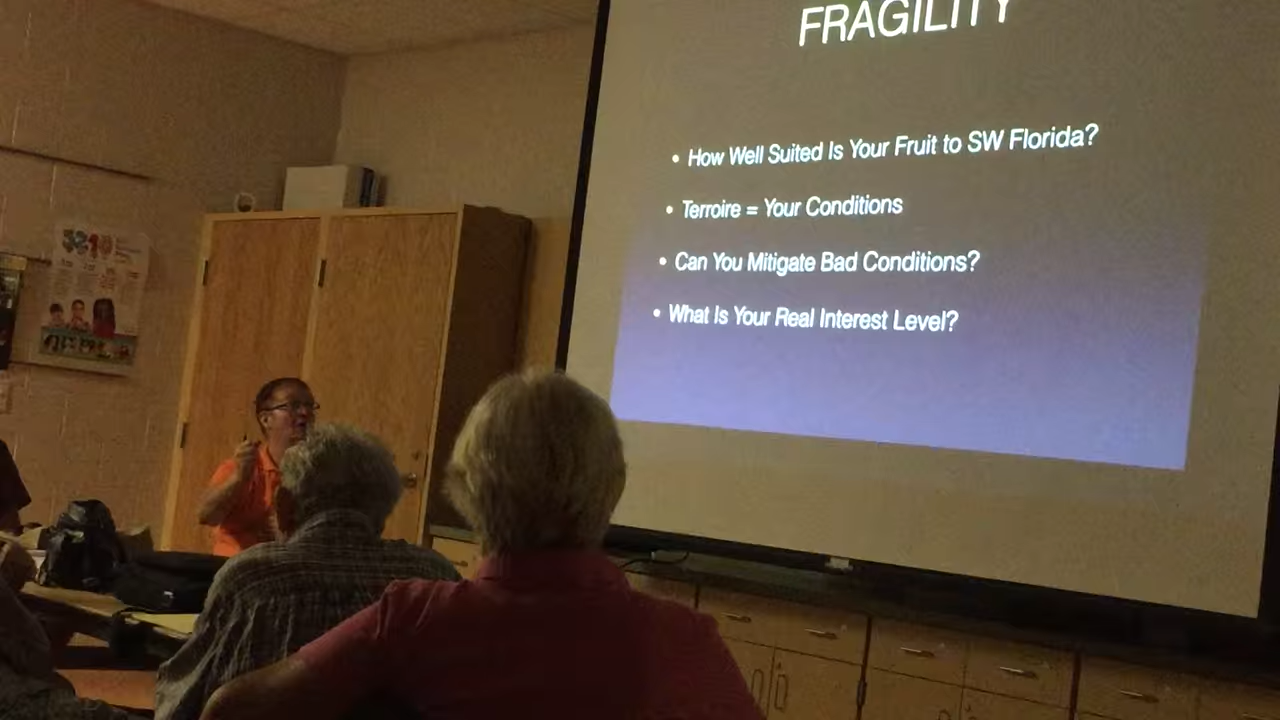 FRAGILITY
• How Well Suited Is Your Fruit to SW Florida?
• Terroire = Your Conditions
• Can You Mitigate Bad Conditions?
• What Is Your Real Interest Level?
5210